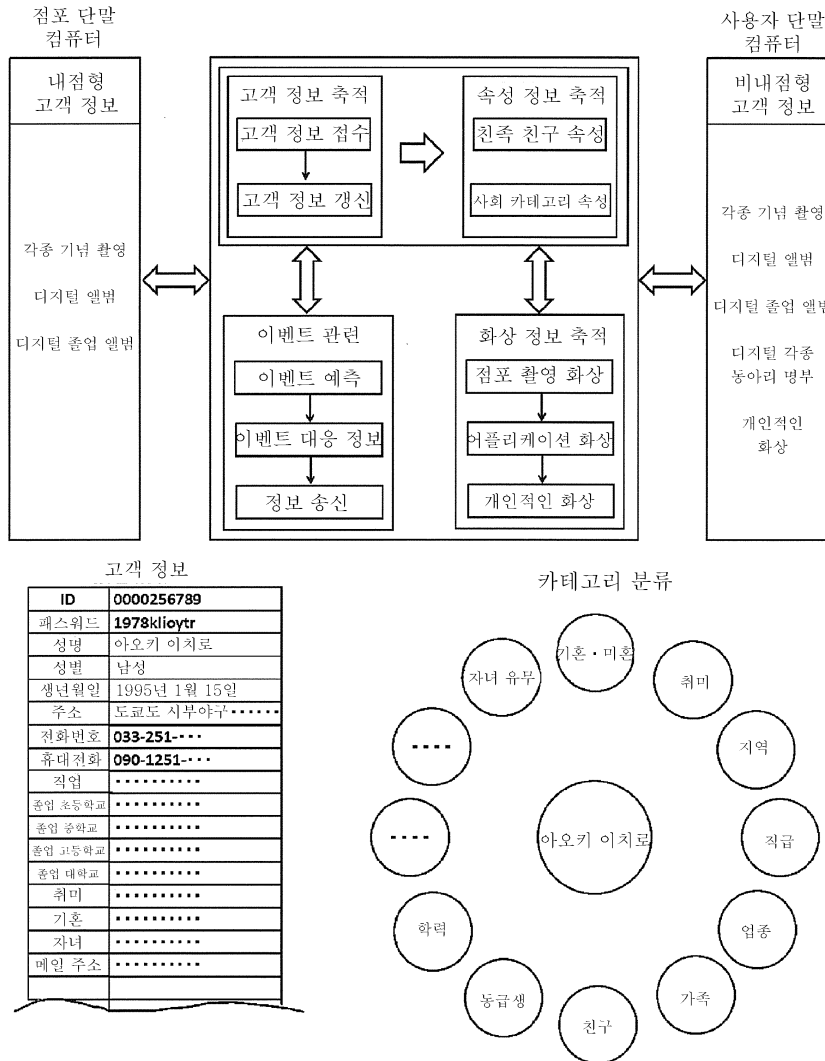 점포 단말
컴퓨터
내점형
고객 정보
각종 기념 촬영
디지털 앨범
디지털 졸업 앨범
고객 정보 축적
고객 정보 접수
고객 정보 갱신
속성 정보 축적
친족 친구 속성
사회 카테고리 속성
이벤트 관련
이벤트 예측
이벤트 대응 정보
정보 송신
화상 정보 축적
점포 촬영 화상
어플리케이션 화상
개인적인 화상
사용자 단말
컴퓨터
비내점형
고객 정보
각종 기념 촬영
디지털 앨범
디지털 졸업 앨범
디지털 각종
동아리 명부
개인적인
화상
고객 정보
ID 0000256789
패스워드 1978klioytr
성명 아오키 이치로
성별 남성
생년월일 1995년 1월 15일
주소 도쿄도 시부야구······
전화번호 033-251-···
휴대전화 090-1251-···
직업 ··········
졸업 초등학교 ··········
졸업 중학교 ··········
졸업 고등학교 ··········
졸업 대학교 ··········
취미 ··········
기혼 ··········
자녀 ··········
메일 주소 ··········
카테고리 분류
기혼·미혼
취미
지역
직급
업종
가족
친구
동급생
학력
····
····
자녀 유무
아오키 이치로